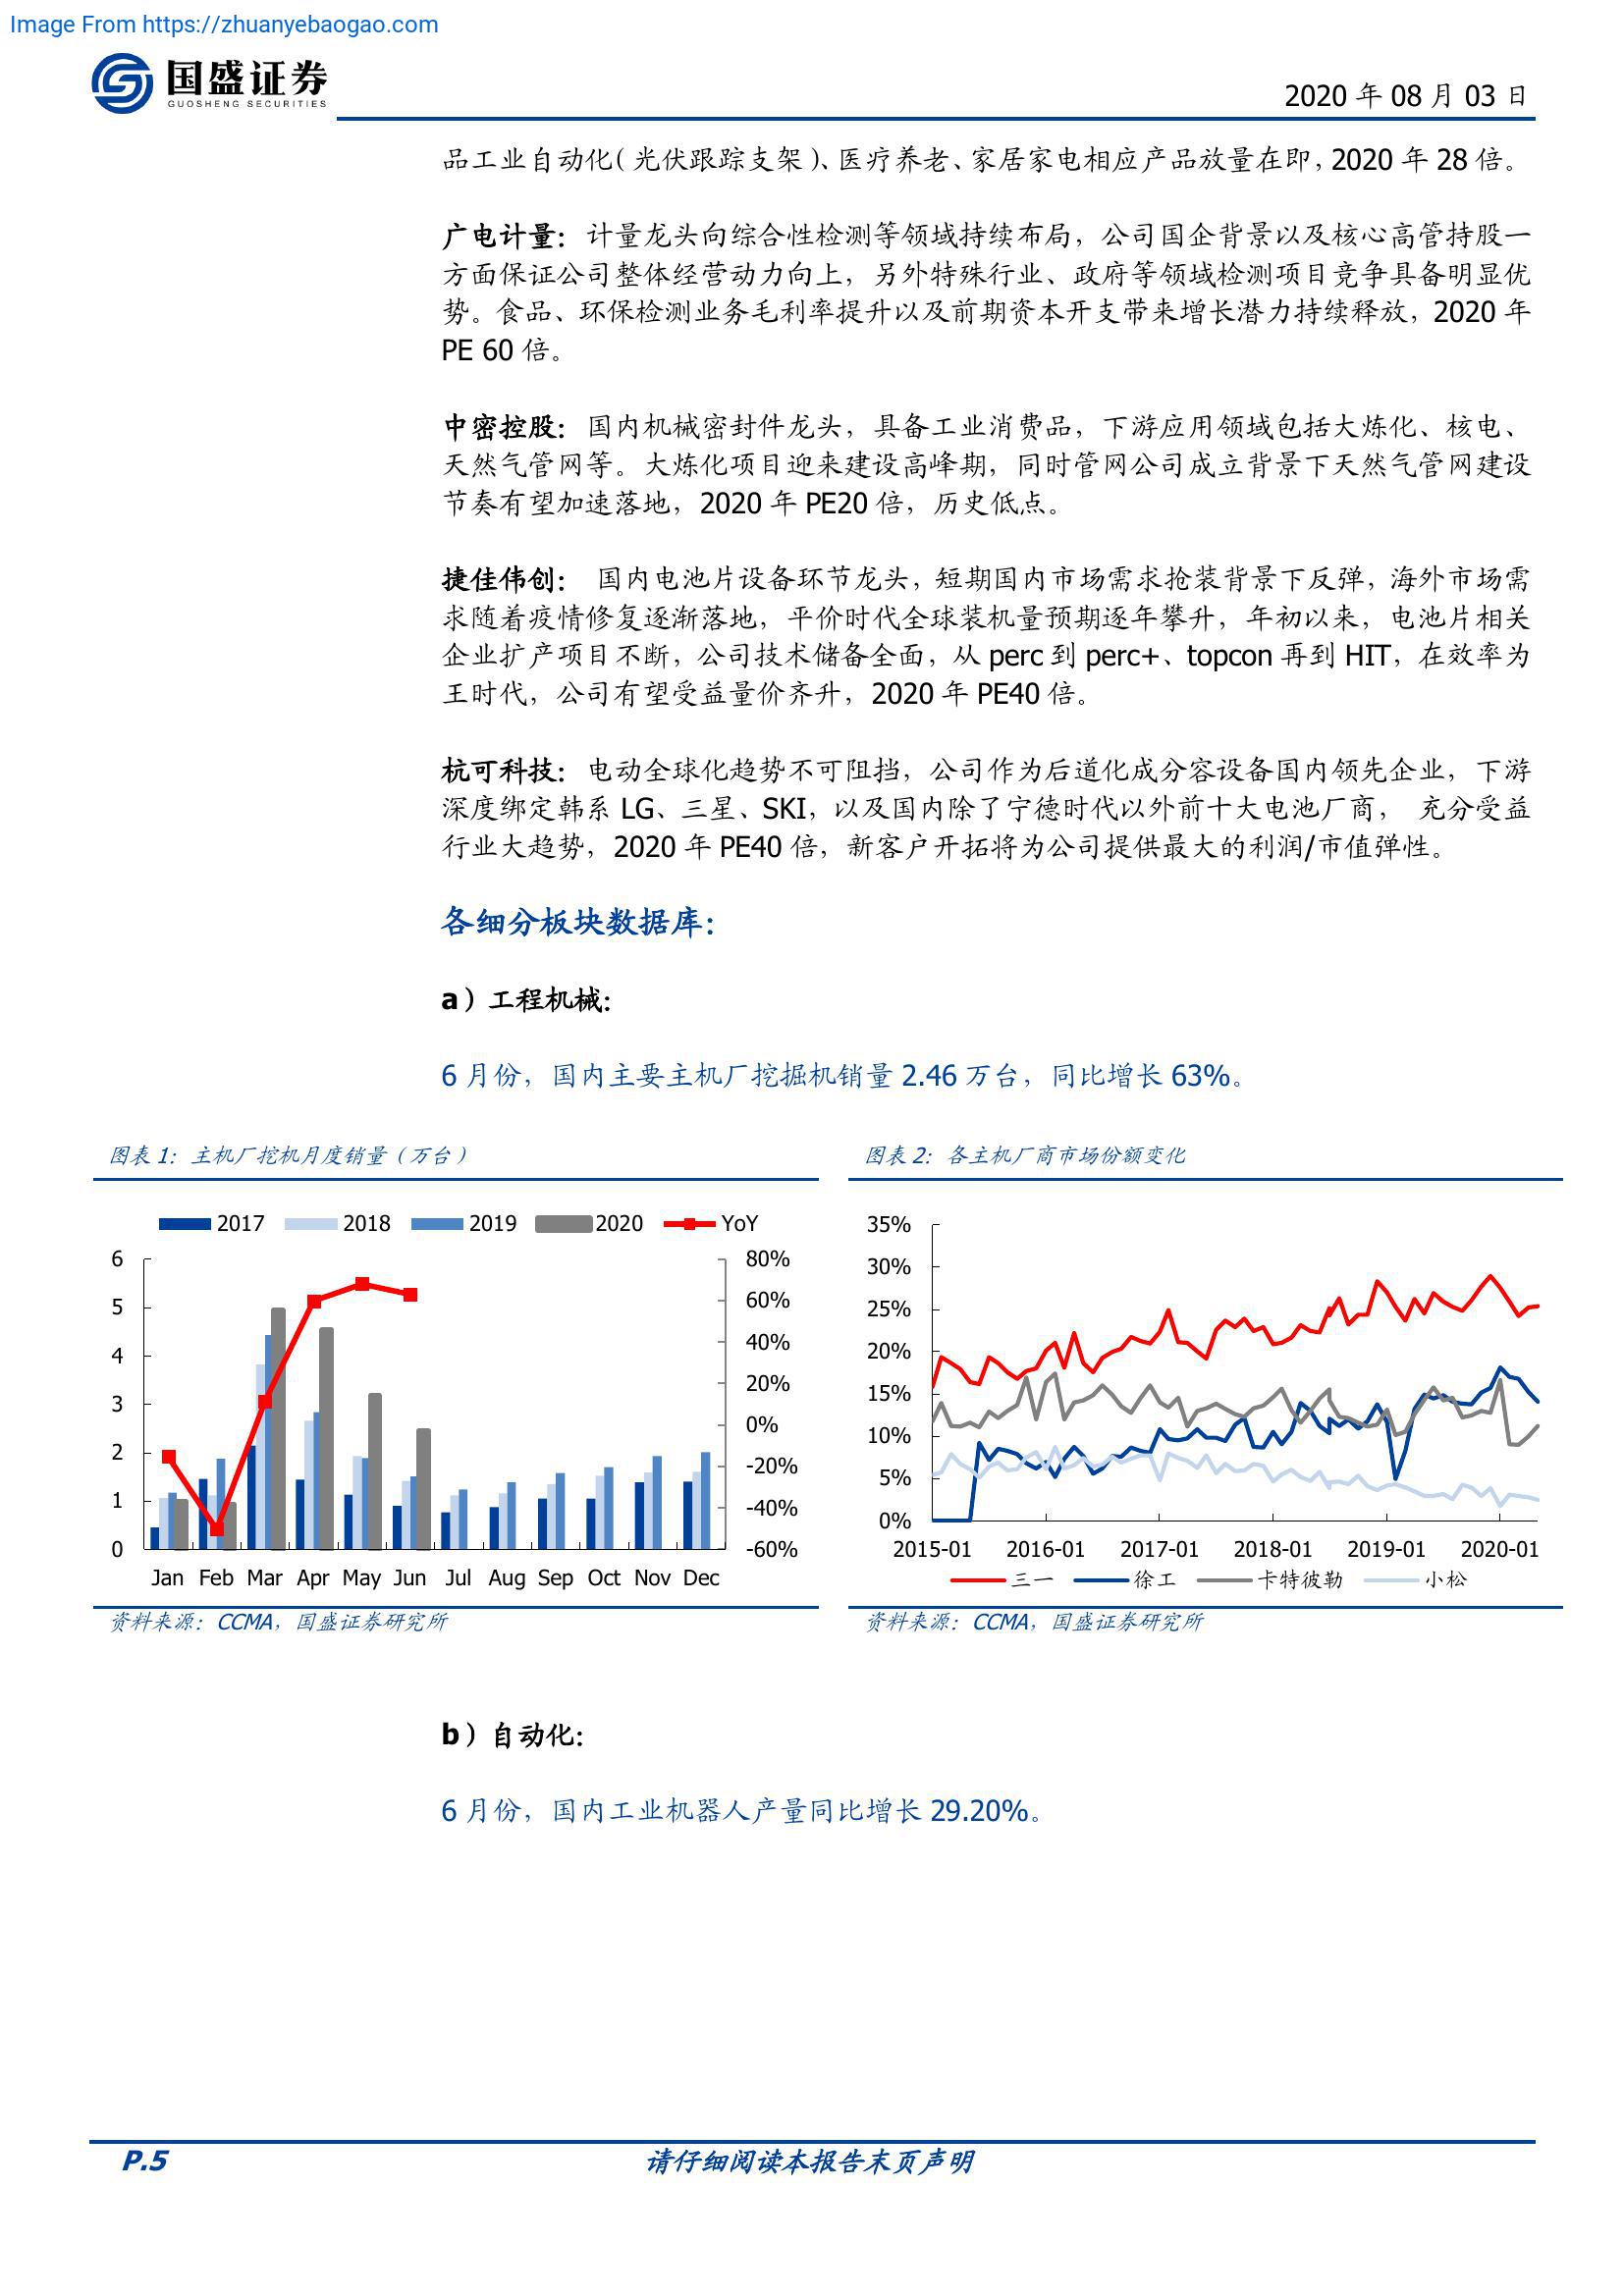 Image From https://zhuanyebaogao.com
国盛证券
GUOSHENG SECURITIES
2020 年 08 月 03 日
品工业自动化（光伏跟踪支架）、医疗养老、家居家电相应产品放量在即，2020 年 28 倍。
广电计量：计量龙头向综合性检测等领域持续布局，公司国企背景以及核心高管持股一
方面保证公司整体经营动力向上，另外特殊行业、政府等领域检测项目竞争具备明显优
势。食品、环保检测业务毛利率提升以及前期资本开支带来增长潜力持续释放，2020 年
PE 60 倍。
中密控股：国内机械密封件龙头，具备工业消费品，下游应用领域包括大炼化、核电、
天然气管网等。大炼化项目迎来建设高峰期，同时管网公司成立背景下天然气管网建设
节奏有望加速落地，2020 年 PE20 倍，历史低点。
捷佳伟创： 国内电池片设备环节龙头，短期国内市场需求抢装背景下反弹，海外市场需
求随着疫情修复逐渐落地，平价时代全球装机量预期逐年攀升，年初以来，电池片相关
企业扩产项目不断，公司技术储备全面，从 perc 到 perc+、topcon 再到 HIT，在效率为
王时代，公司有望受益量价齐升，2020 年 PE40 倍。
杭可科技：电动全球化趋势不可阻挡，公司作为后道化成分容设备国内领先企业，下游
深度绑定韩系 LG、三星、SKI，以及国内除了宁德时代以外前十大电池厂商， 充分受益
行业大趋势，2020 年 PE40 倍，新客户开拓将为公司提供最大的利润/市值弹性。
各细分板块数据库：
a）工程机械：
6 月份，国内主要主机厂挖掘机销量 2.46 万台，同比增长 63%。
图表 1：主机厂挖机月度销量（万台）
2017 2018 2019 2020 YoY
6 80%
5 60%
4 40%
3 20%
2 0%
1 -20%
0 -40%
-60%
Jan Feb Mar Apr May Jun Jul Aug Sep Oct Nov Dec
资料来源：CCMA，国盛证券研究所
图表 2：各主机厂商市场份额变化
35%
30%
25%
20%
15%
10%
5%
0%
2015-01 2016-01 2017-01 2018-01 2019-01 2020-01
三一 徐工 卡特彼勒 小松
资料来源：CCMA，国盛证券研究所
b）自动化：
6 月份，国内工业机器人产量同比增长 29.20%。
P.5
请仔细阅读本报告末页声明